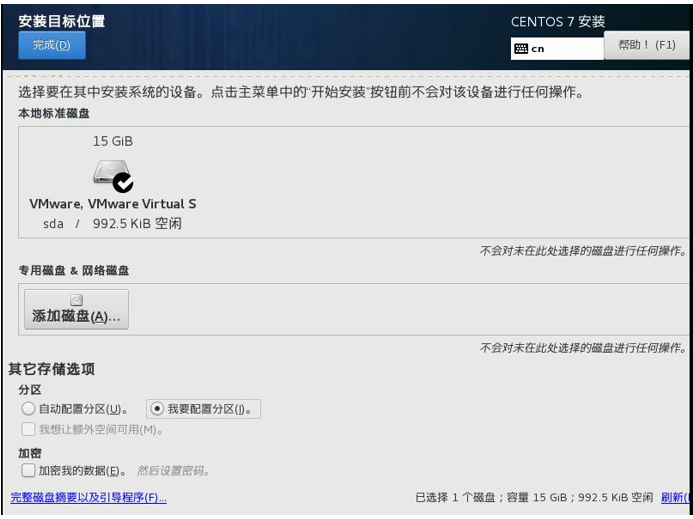 安装目标位置
CENTOS 7 安装
完成(D)
cn
帮助！(F1)
选择要在其中安装系统的设备。点击主菜单中的“开始安装”按钮前不会对该设备进行任何操作。
本地标准磁盘
15 GiB
VMware, VMware Virtual S
sda / 992.5 KiB 空闲
不会对未在此处选择的磁盘进行任何操作。
专用磁盘 & 网络磁盘
添加磁盘(A)...
不会对未在此处选择的磁盘进行任何操作。
其它存储选项
分区
自动配置分区(U)。 我要配置分区(I)。
我想让额外空间可用(M)。
加密
加密我的数据(E)。 然后设置密码。
完整磁盘摘要以及引导程序(F)...
已选择 1 个磁盘；容量 15 GiB；992.5 KiB 空闲 刷新(